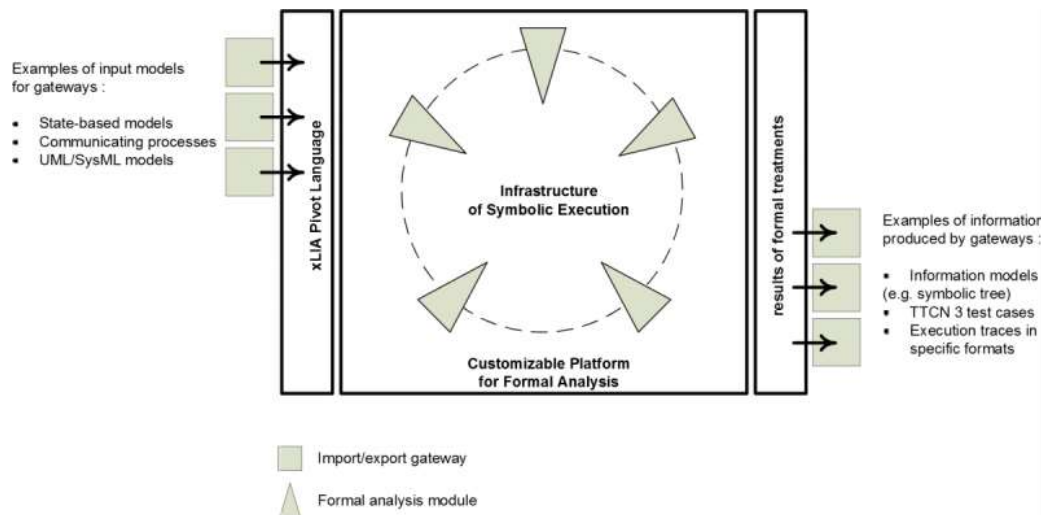 Examples of input models
for gateways :
▪ State-based models
▪ Communicating processes
▪ UML/SysML models
xLIA Pivot Language
Infrastructure
of Symbolic Execution
Customizable Platform
for Formal Analysis
results of formal treatments
Examples of information
produced by gateways :
▪ Information models
(e.g. symbolic tree)
▪ TTCN 3 test cases
▪ Execution traces in
specific formats
Import/export gateway
Formal analysis module